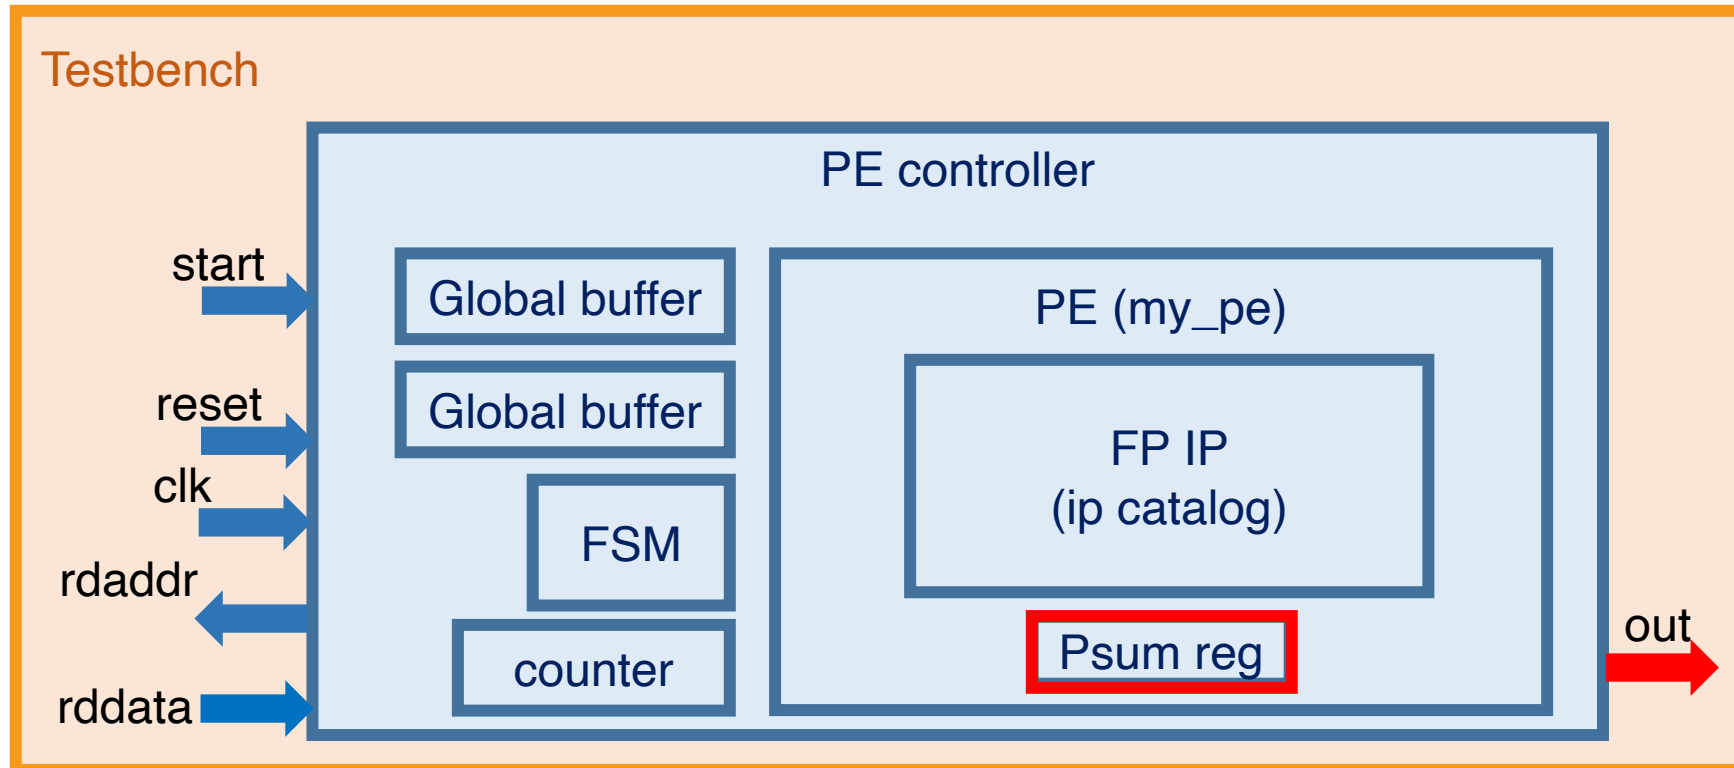 Testbench
PE controller
start
Global buffer
PE (my_pe)
reset
Global buffer
FP IP
(ip catalog)
clk
FSM
rdaddr
Psum reg
out
counter
rddata